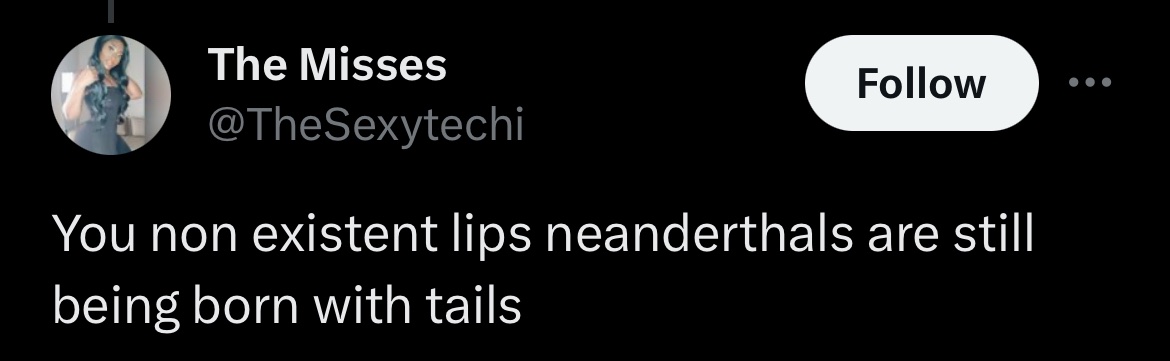 The Misses
@TheSexytechi
Follow
You non existent lips neanderthals are still
being born with tails